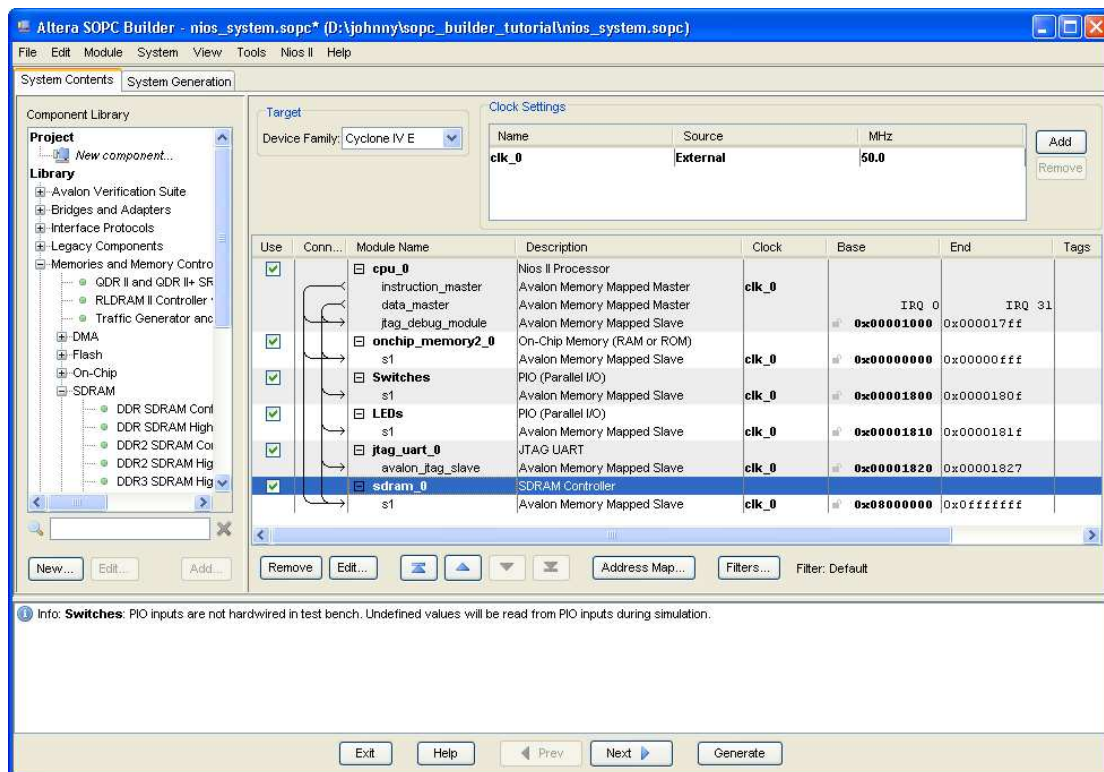 Altera SOPC Builder - nios_system.sopc* (D:\johnny\sopc_builder_tutorial\nios_system.sopc)
File Edit Module System View Tools Nios II Help
System Contents System Generation
Component Library
Project
New component...
Library
Avalon Verification Suite
Bridges and Adapters
Interface Protocols
Legacy Components
Memories and Memory Contro
QDR II and QDR II+ SR
RLDRAM II Controller
Traffic Generator and
DMA
Flash
On-Chip
SDRAM
DDR SDRAM Cont
DDR SDRAM High
DDR2 SDRAM Co
DDR2 SDRAM Hig
DDR3 SDRAM Hig
New... Edit... Add...
Target
Device Family: Cyclone IV E
Clock Settings
Name Source MHz
clk_0 External 50.0
Add
Remove
Use Conn... Module Name Description Clock Base End Tags
cpu_0 Nios II Processor
instruction_master Avalon Memory Mapped Master clk_0
data_master Avalon Memory Mapped Master IRQ 0 IRQ 31
jtag_debug_module Avalon Memory Mapped Slave 0x00001000 0x000017ff
onchip_memory2_0 On-Chip Memory (RAM or ROM)
s1 Avalon Memory Mapped Slave clk_0 0x00000000 0x00000fff
Switches PIO (Parallel I/O)
s1 Avalon Memory Mapped Slave clk_0 0x00001800 0x0000180f
LEDs PIO (Parallel I/O)
s1 Avalon Memory Mapped Slave clk_0 0x00001810 0x0000181f
jtag_uart_0 JTAG UART
avalon_jtag_slave Avalon Memory Mapped Slave clk_0 0x00001820 0x00001827
sdram_0 SDRAM Controller
s1 Avalon Memory Mapped Slave clk_0 0x08000000 0x0fffffff
Remove Edit... Address Map... Filters... Filter: Default
Info: Switches: PIO inputs are not hardwired in test bench. Undefined values will be read from PIO inputs during simulation.
Exit Help Prev Next Generate